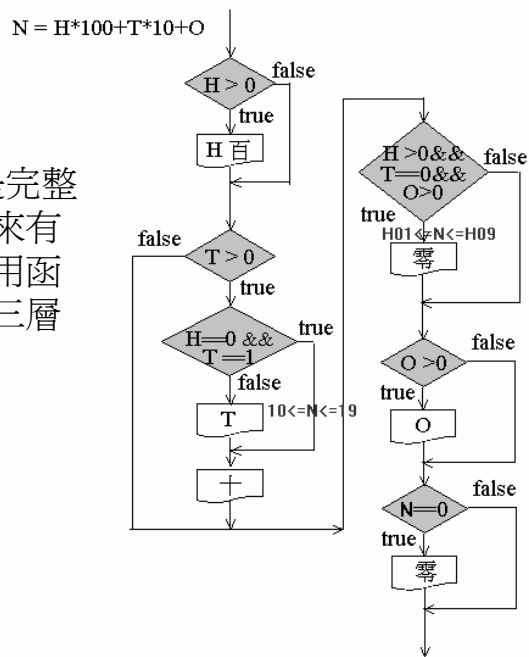 N = H*100+T*10+O
H > 0
false
true
H 百
完整
來有
用函
三層
false
T > 0
true
H==0 &&
T ==1
true
false
T
10<=N<=19
十
H >0&&
T==0&&
O>0
false
true
H01<=N<=H09
零
O >0
false
true
O
N==0
false
true
零